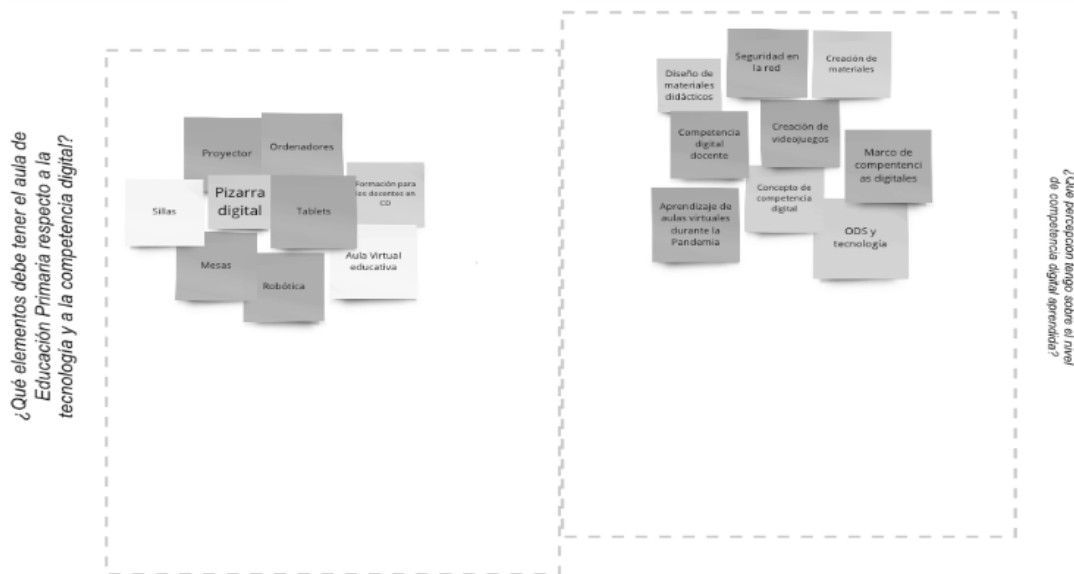 ¿Qué elementos debe tener el aula de
Educación Primaria respecto a la
tecnología y a la competencia digital?
Proyector
Ordenadores
Sillas
Pizarra
digital
Tablets
Formación para
los docentes en
CD
Mesas
Robótica
Aula Virtual
educativa
Seguridad en
la red
Creación de
materiales
Diseño de
materiales
didácticos
Competencia
digital
docente
Creación de
videojuegos
Marco de
compentenci
as digitales
Concepto de
competencia
digital
Aprendizaje de
aulas virtuales
durante la
Pandemia
ODS y
tecnología
¿Qué percepción tengo sobre el nivel
de competencia digital aprendida?